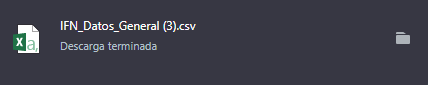 IFN_Datos_General (3).csv
Descarga terminada